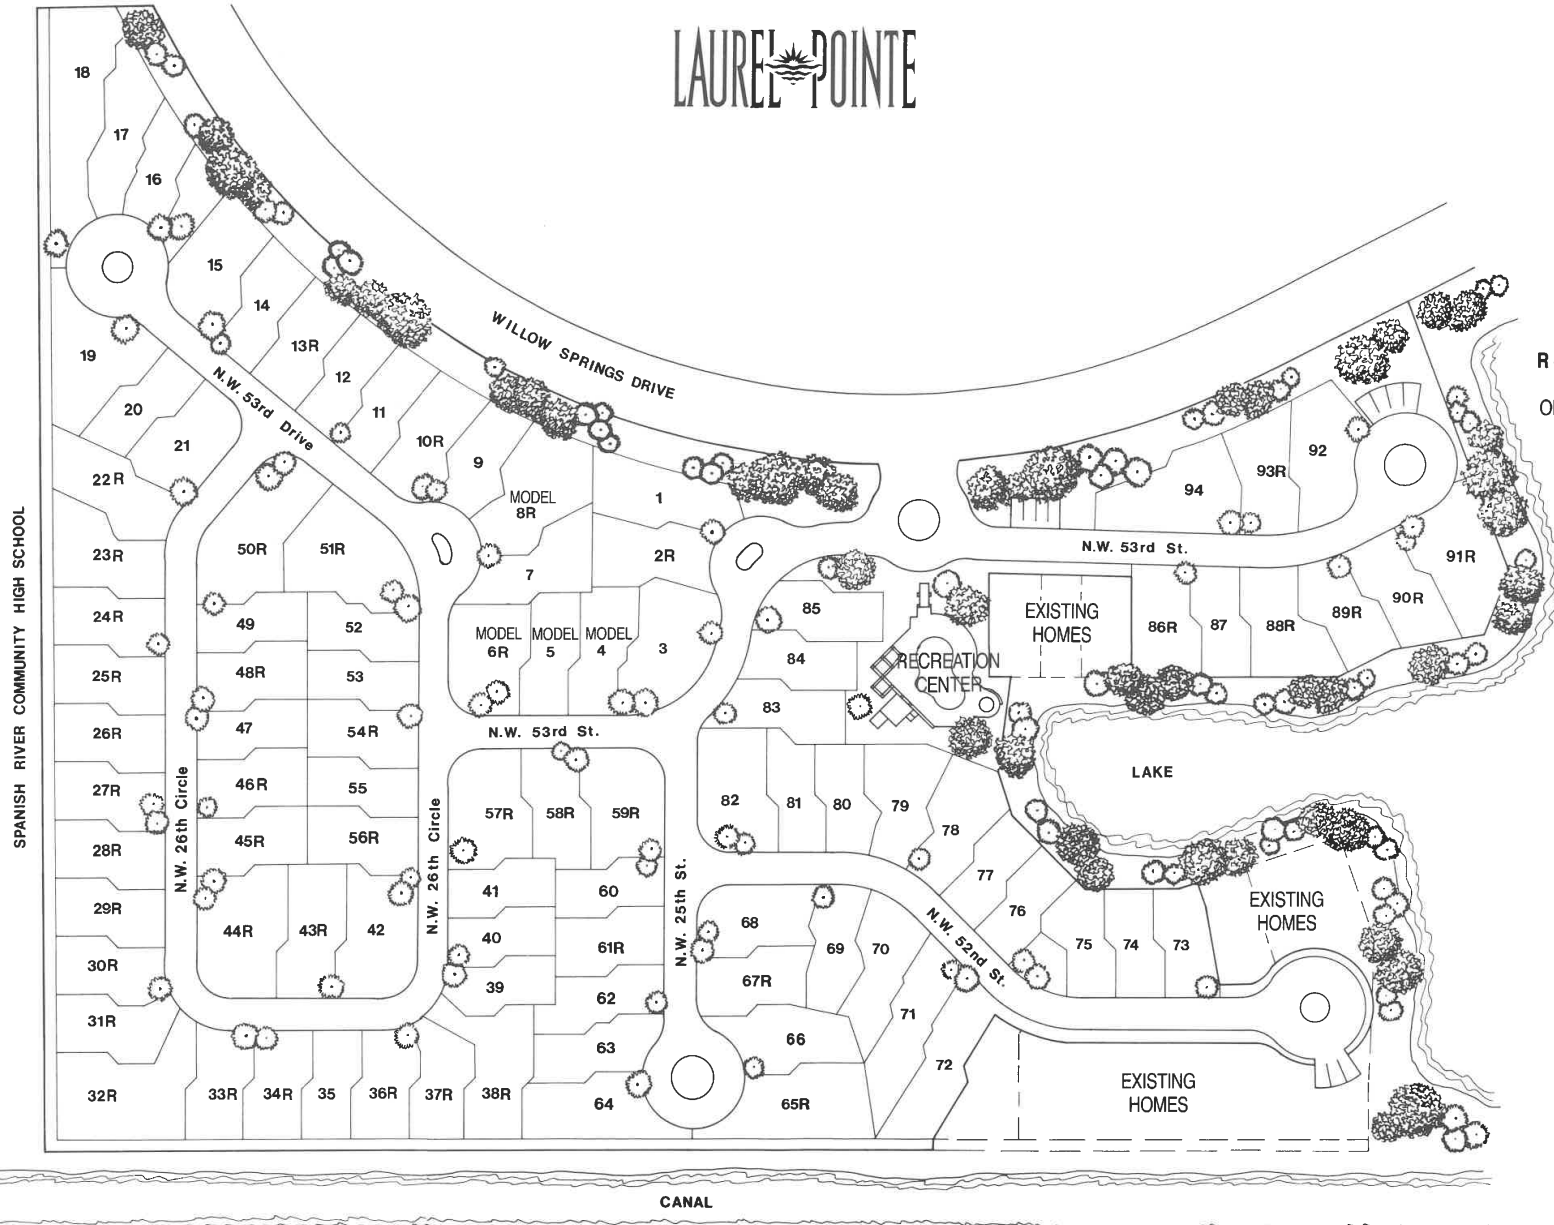 LAUREL POINTE
WILLOW SPRINGS DRIVE
SPANISH RIVER COMMUNITY HIGH SCHOOL
18
17
16
15
14
13R
12
11
10R
9
MODEL
8R
7
1
2R
19
20
21
N.W. 53rd Drive
22R
23R
24R
25R
26R
27R
28R
29R
30R
31R
32R
50R
51R
49
52
48R
53
47
54R
46R
55
45R
56R
44R
43R
42
N.W. 26th Circle
N.W. 26th Circle
MODEL
6R
MODEL
5
MODEL
4
3
N.W. 53rd St.
57R
58R
59R
41
60
40
61R
39
62
63
64
33R
34R
35
36R
37R
38R
N.W. 25th St.
85
84
83
82
81
80
79
78
77
76
75
74
73
68
69
70
67R
66
65R
71
72
N.W. 52nd St.
RECREATION
CENTER
N.W. 53rd St.
94
93R
92
91R
90R
89R
88R
87
86R
EXISTING
HOMES
LAKE
EXISTING
HOMES
EXISTING
HOMES
R
CANAL